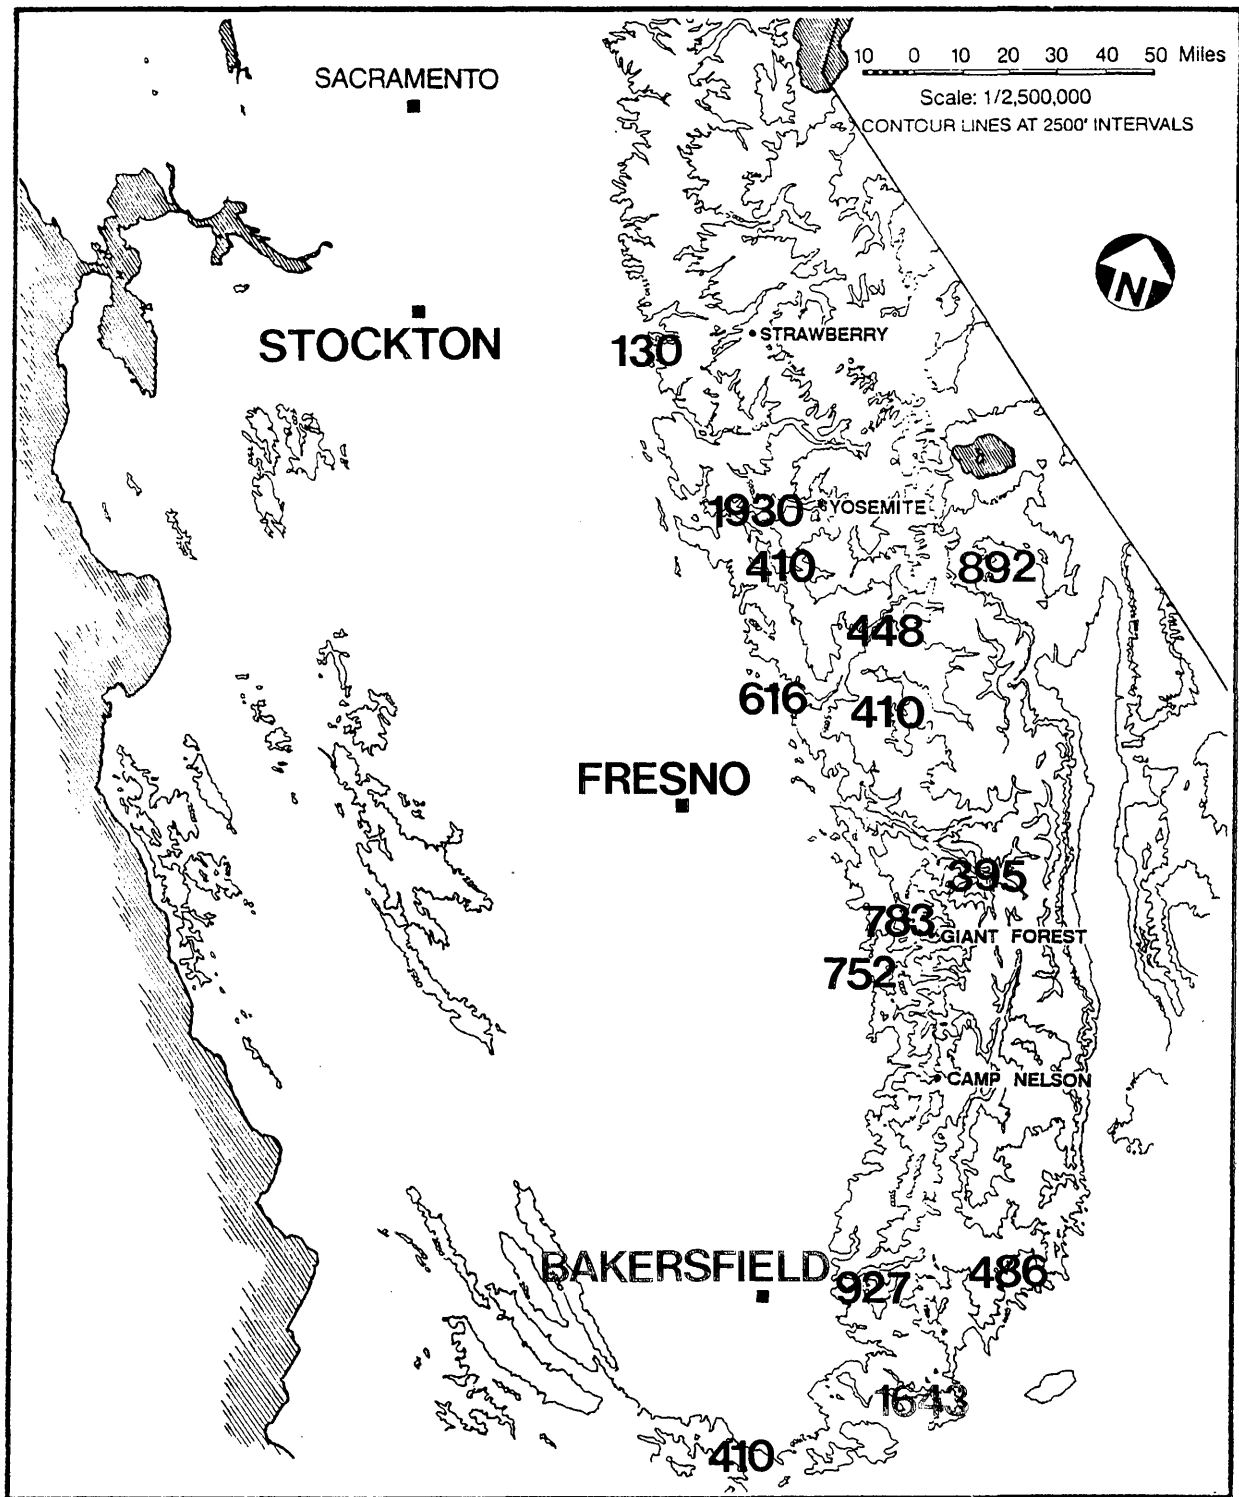 10 0 10 20 30 40 50 Miles
SACRAMENTO
Scale: 1/2,500,000
CONTOUR LINES AT 2500' INTERVALS
N
STOCKTON
STRAWBERRY
130
1930
YOSEMITE
410
892
448
616
410
FRESNO
395
783
GIANT FOREST
752
CAMP NELSON
BAKERSFIELD
927
486
1643
410